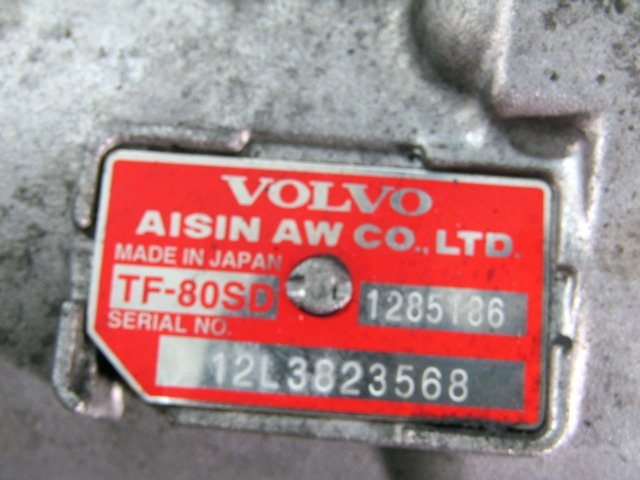 VOLVO
AISIN AW CO., LTD.
MADE IN JAPAN
TF-80SD 1285186
SERIAL NO.
12L3823568